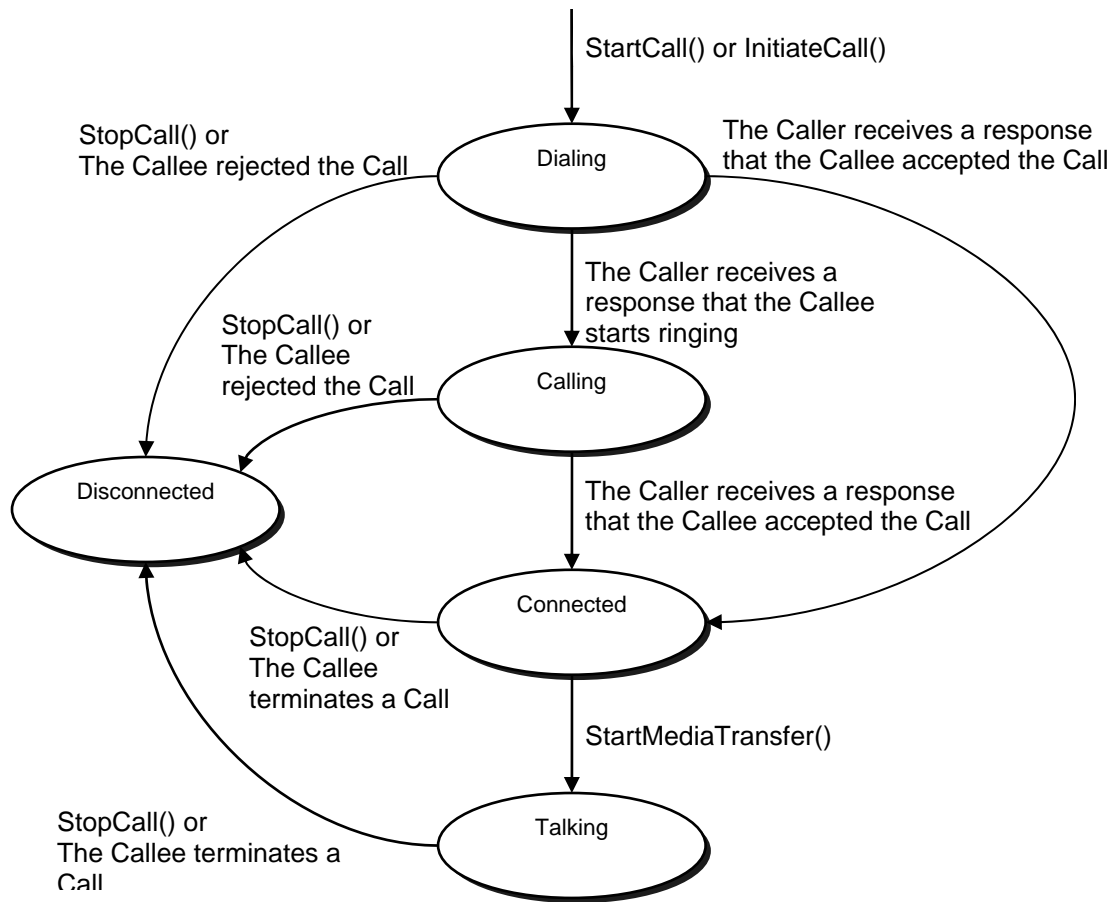 StartCall() or InitiateCall()
StopCall() or
The Callee rejected the Call
Dialing
The Caller receives a response
that the Callee accepted the Call
The Caller receives a
response that the Callee
starts ringing
StopCall() or
The Callee
rejected the Call
Calling
Disconnected
The Caller receives a response
that the Callee accepted the Call
Connected
StopCall() or
The Callee
terminates a Call
StartMediaTransfer()
StopCall() or
The Callee terminates a
Call
Talking